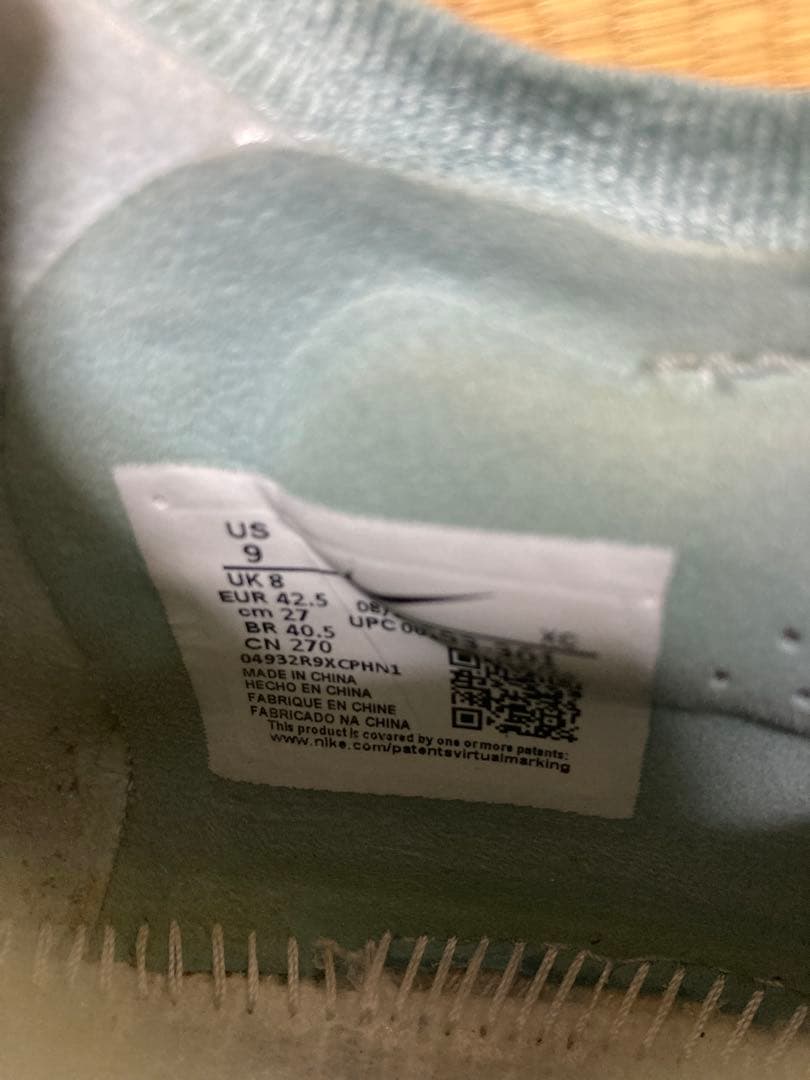 US
9
UK 8
EUR 42.5
cm 27
BR 40.5
CN 270
04932R9XCPHN1
XC
UPC
MADE IN CHINA
HECHO EN CHINA
FABRIQUE EN CHINE
FABRICADO NA CHINA
This product is covered by one or more patents:
www.nike.com/patentsvirtualmarking